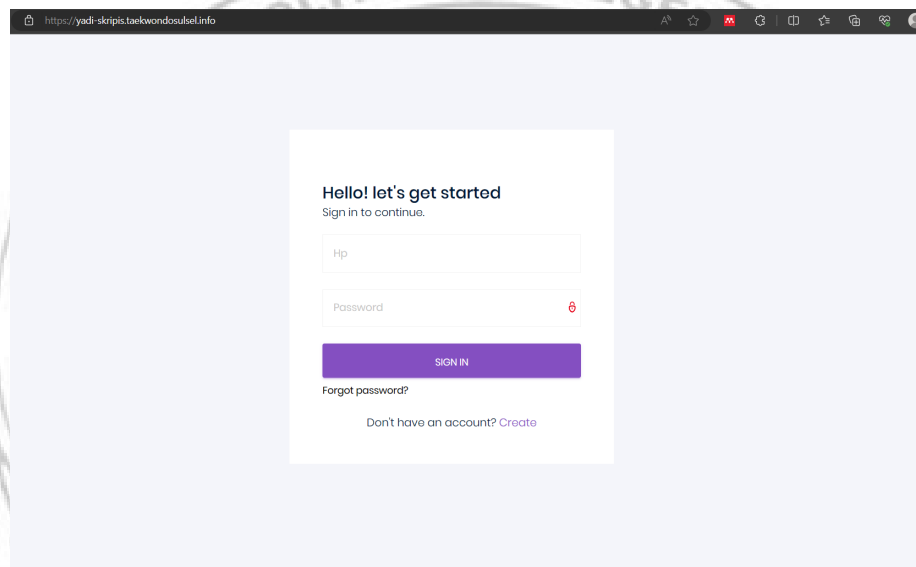 https://yadi-skripis.taekwondosulsel.info
Hello! let's get started
Sign in to continue.
Hp
Password
SIGN IN
Forgot password?
Don't have an account? Create